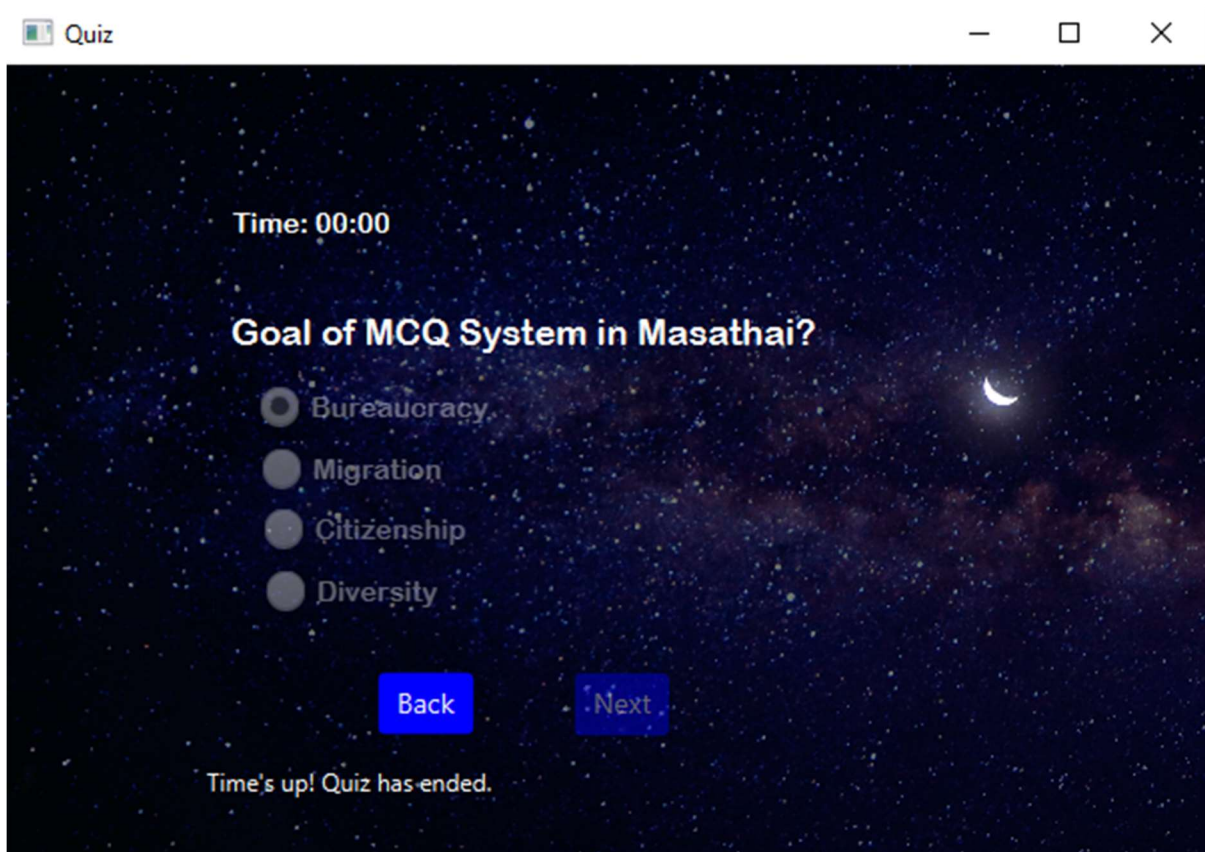 Quiz
Time: 00:00
Goal of MCQ System in Masathai?
Bureaucracy
Migration
Citizenship
Diversity
Back
Next
Time's up! Quiz has ended.